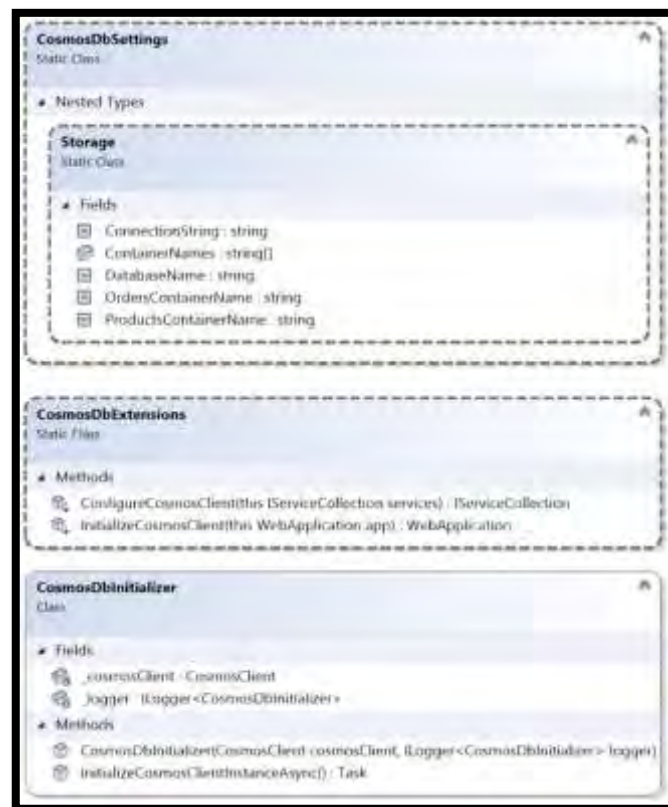 CosmosDbSettings
Static Class
Nested Types
Storage
Static Class
Fields
ConnectionString : string
ContainerNames : string[]
DatabaseName : string
OrdersContainerName : string
ProductsContainerName : string
CosmosDbExtensions
Static Class
Methods
ConfigureCosmosClient(this IServiceCollection services) : IServiceCollection
InitializeCosmosClient(this WebApplication app) : WebApplication
CosmosDbInitializer
Class
Fields
_cosmosClient : CosmosClient
_logger : ILogger<CosmosDbInitializer>
Methods
CosmosDbInitializer(CosmosClient cosmosClient, ILogger<CosmosDbInitializer> logger)
InitializeCosmosClientInstanceAsync() : Task